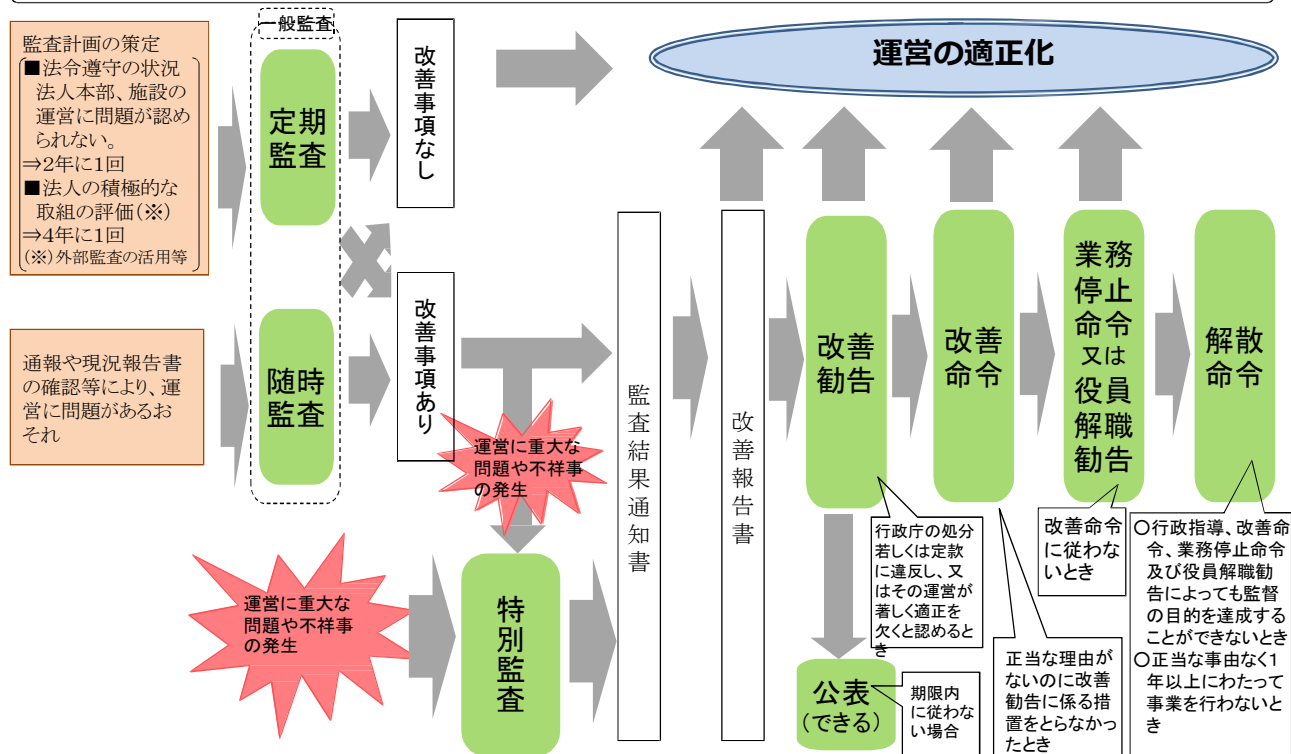 一般監査
監査計画の策定
■法令遵守の状況
法人本部、施設の
運営に問題が認め
られない。
⇒2年に1回
■法人の積極的な
取組の評価(※)
⇒4年に1回
(※)外部監査の活用等
定期
監査
改善事項なし
運営の適正化
通報や現況報告書
の確認等により、運
営に問題があるお
それ
随時
監査
改善事項あり
運営に重大な
問題や不祥事
の発生
運営に重大な
問題や不祥事
の発生
特別監査
監査結果通知書
改善報告書
改善
勧告
改善
命令
業務
停止
命令
又は
役員
解職
勧告
解散
命令
行政庁の処分
若しくは定款
に違反し、又
はその運営が
著しく適正を
欠くと認めると
き
公表
(できる)
期限内
に従わな
い場合
正当な理由が
ないのに改善
勧告に係る措
置をとらなかっ
たとき
改善命令
に従わな
いとき
○行政指導、改善命
令、業務停止命令
及び役員解職勧
告によっても監督
の目的を達成する
ことができないとき
○正当な事由なく1
年以上にわたって
事業を行わないと
き